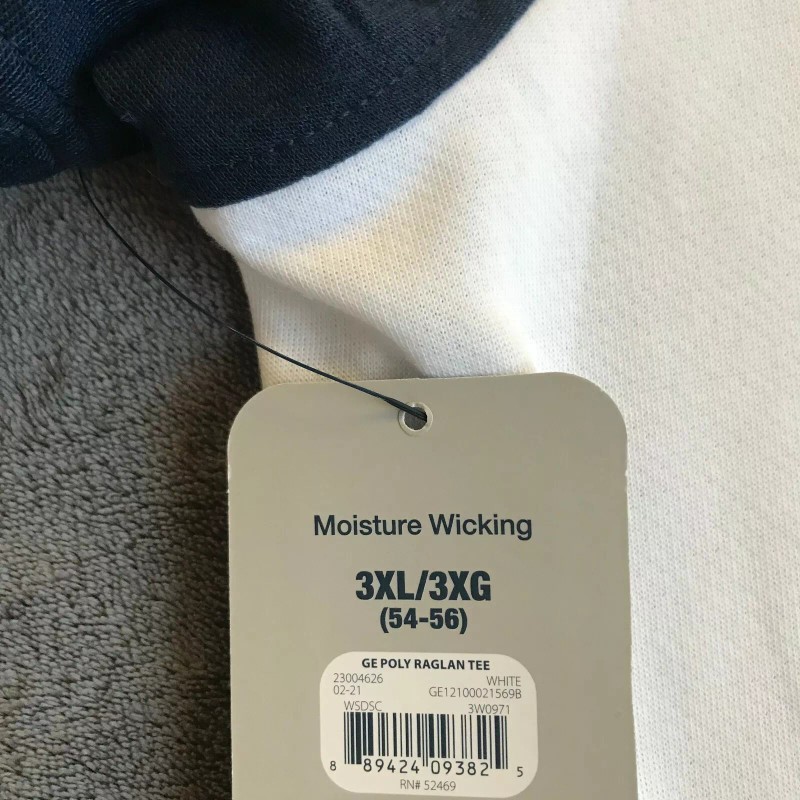 Moisture Wicking
3XL/3XG
(54-56)
GE POLY RAGLAN TEE
23004626 WHITE
02-21 GE12100021569B
WSDSC 3W0971
8 89424 09382 5
RN# 52469